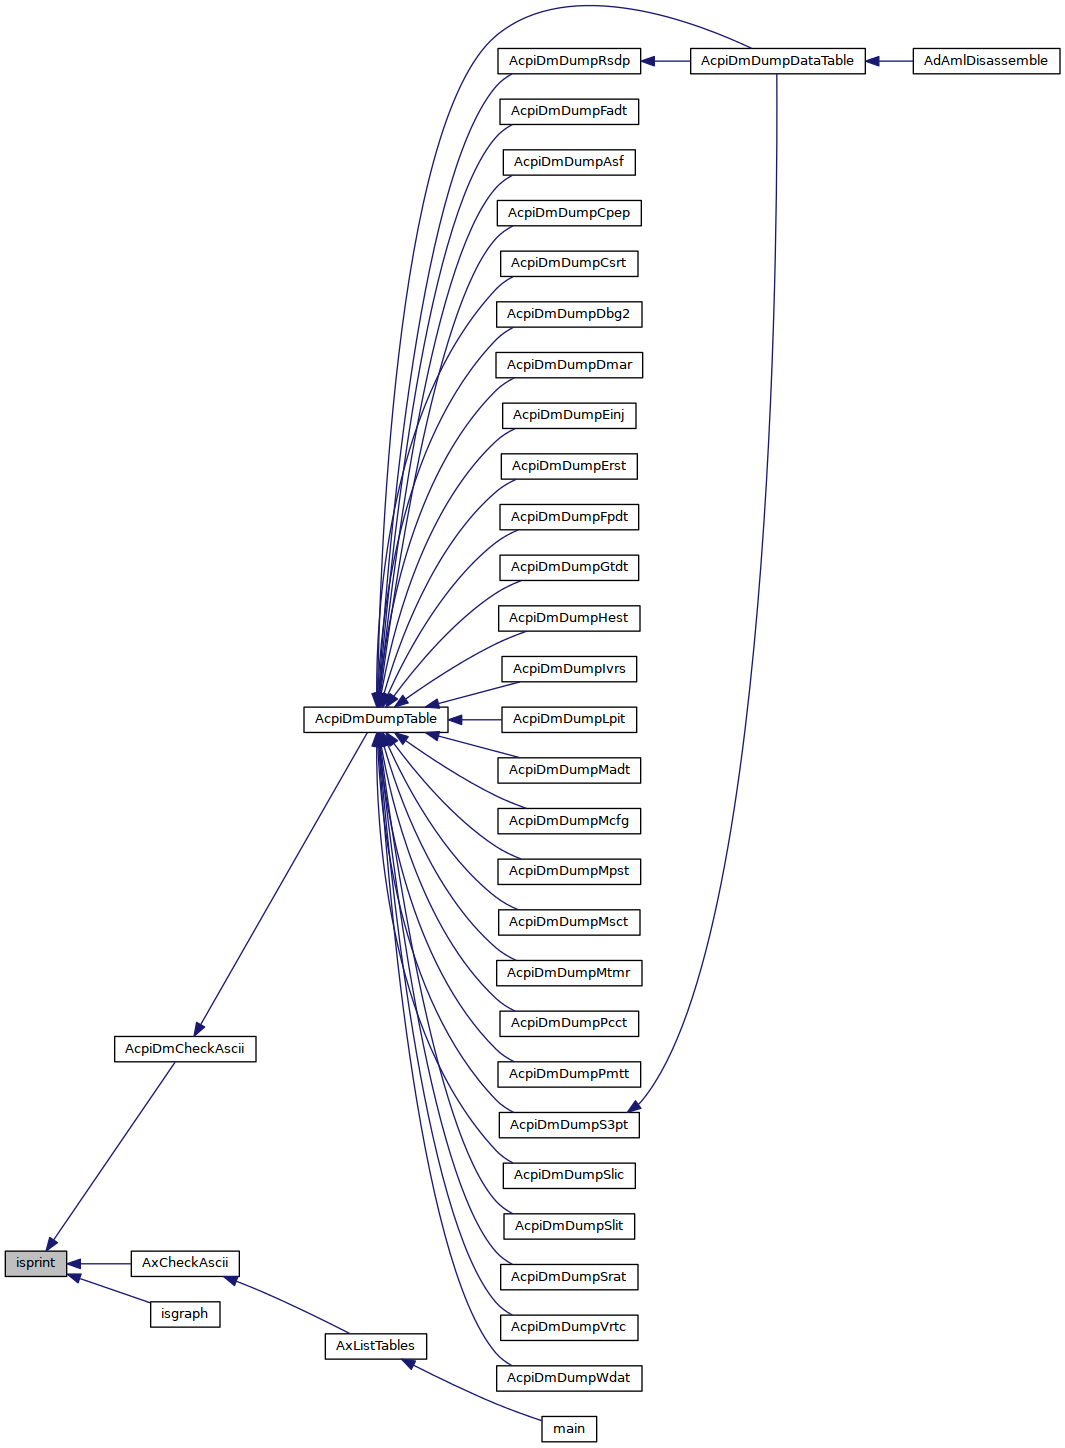 AcpiDmDumpRsdp
AcpiDmDumpDataTable
AdAmlDisassemble
AcpiDmDumpFadt
AcpiDmDumpAsf
AcpiDmDumpCpep
AcpiDmDumpCsrt
AcpiDmDumpDbg2
AcpiDmDumpDmar
AcpiDmDumpEinj
AcpiDmDumpErst
AcpiDmDumpFpdt
AcpiDmDumpGtdt
AcpiDmDumpHest
AcpiDmDumpIvrs
AcpiDmDumpTable
AcpiDmDumpLpit
AcpiDmDumpMadt
AcpiDmDumpMcfg
AcpiDmDumpMpst
AcpiDmDumpMsct
AcpiDmDumpMtmr
AcpiDmDumpPcct
AcpiDmCheckAscii
AcpiDmDumpPmtt
AcpiDmDumpS3pt
AcpiDmDumpSlic
AcpiDmDumpSlit
isprint
AxCheckAscii
AcpiDmDumpSrat
isgraph
AcpiDmDumpVrtc
AxListTables
AcpiDmDumpWdat
main